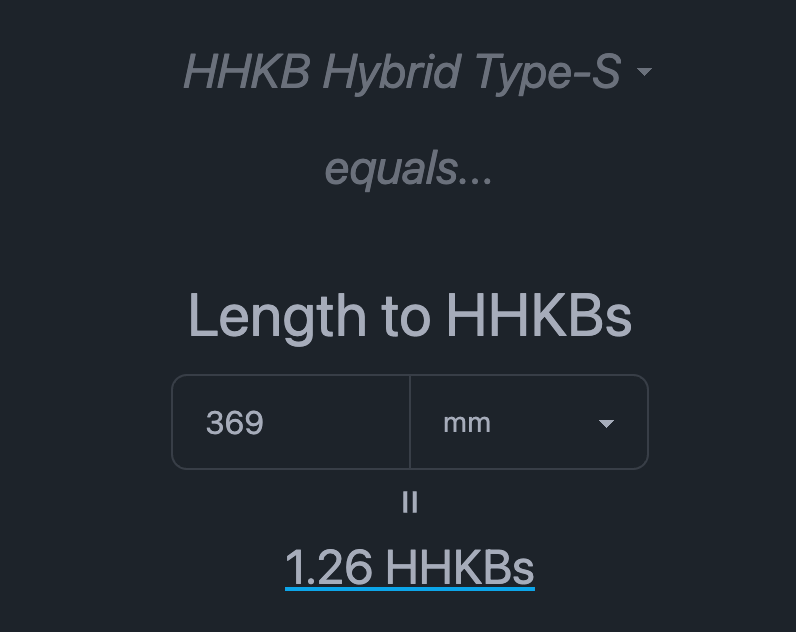 HHKB Hybrid Type-S
equals...
Length to HHKBs
369 mm
=
1.26 HHKBs